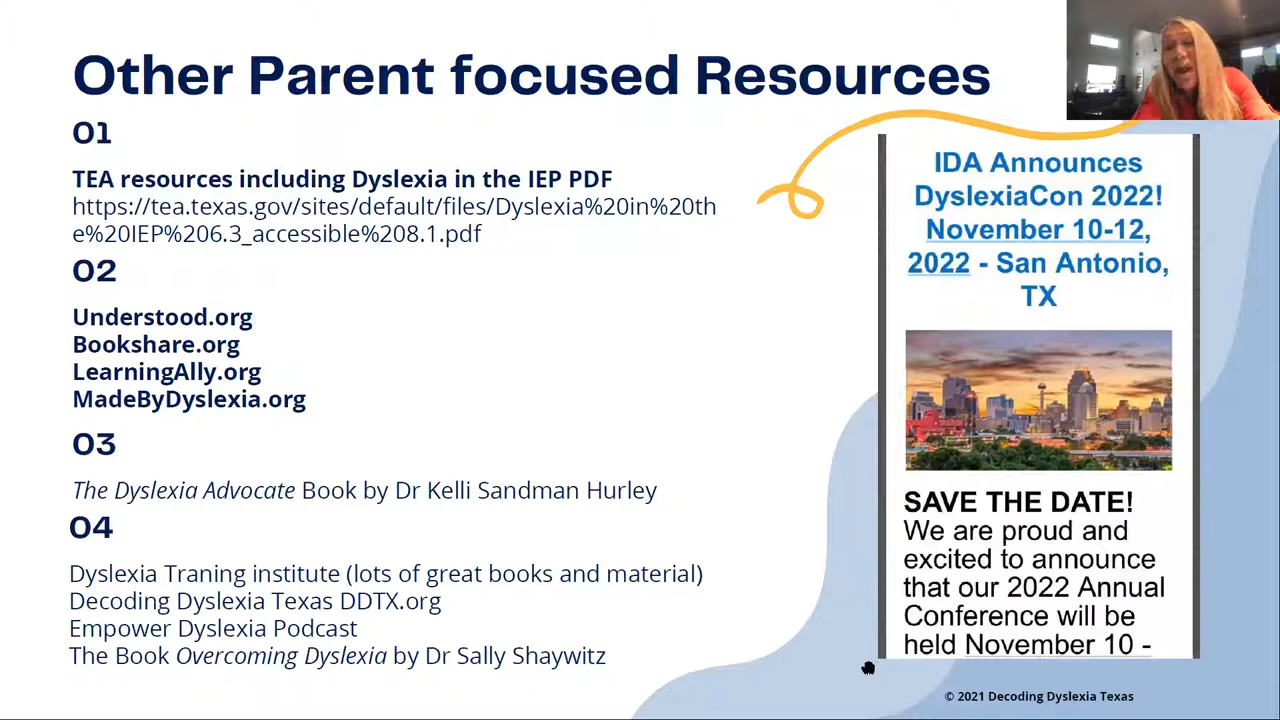 Other Parent focused Resources
01
TEA resources including Dyslexia in the IEP PDF
https://tea.texas.gov/sites/default/files/Dyslexia%20in%20th
e%20IEP%206.3_accessible%208.1.pdf
02
Understood.org
Bookshare.org
LearningAlly.org
MadeByDyslexia.org
03
The Dyslexia Advocate Book by Dr Kelli Sandman Hurley
04
Dyslexia Traning institute (lots of great books and material)
Decoding Dyslexia Texas DDTX.org
Empower Dyslexia Podcast
The Book Overcoming Dyslexia by Dr Sally Shaywitz
IDA Announces
DyslexiaCon 2022!
November 10-12,
2022 - San Antonio,
TX
SAVE THE DATE!
We are proud and
excited to announce
that our 2022 Annual
Conference will be
held November 10 -
© 2021 Decoding Dyslexia Texas